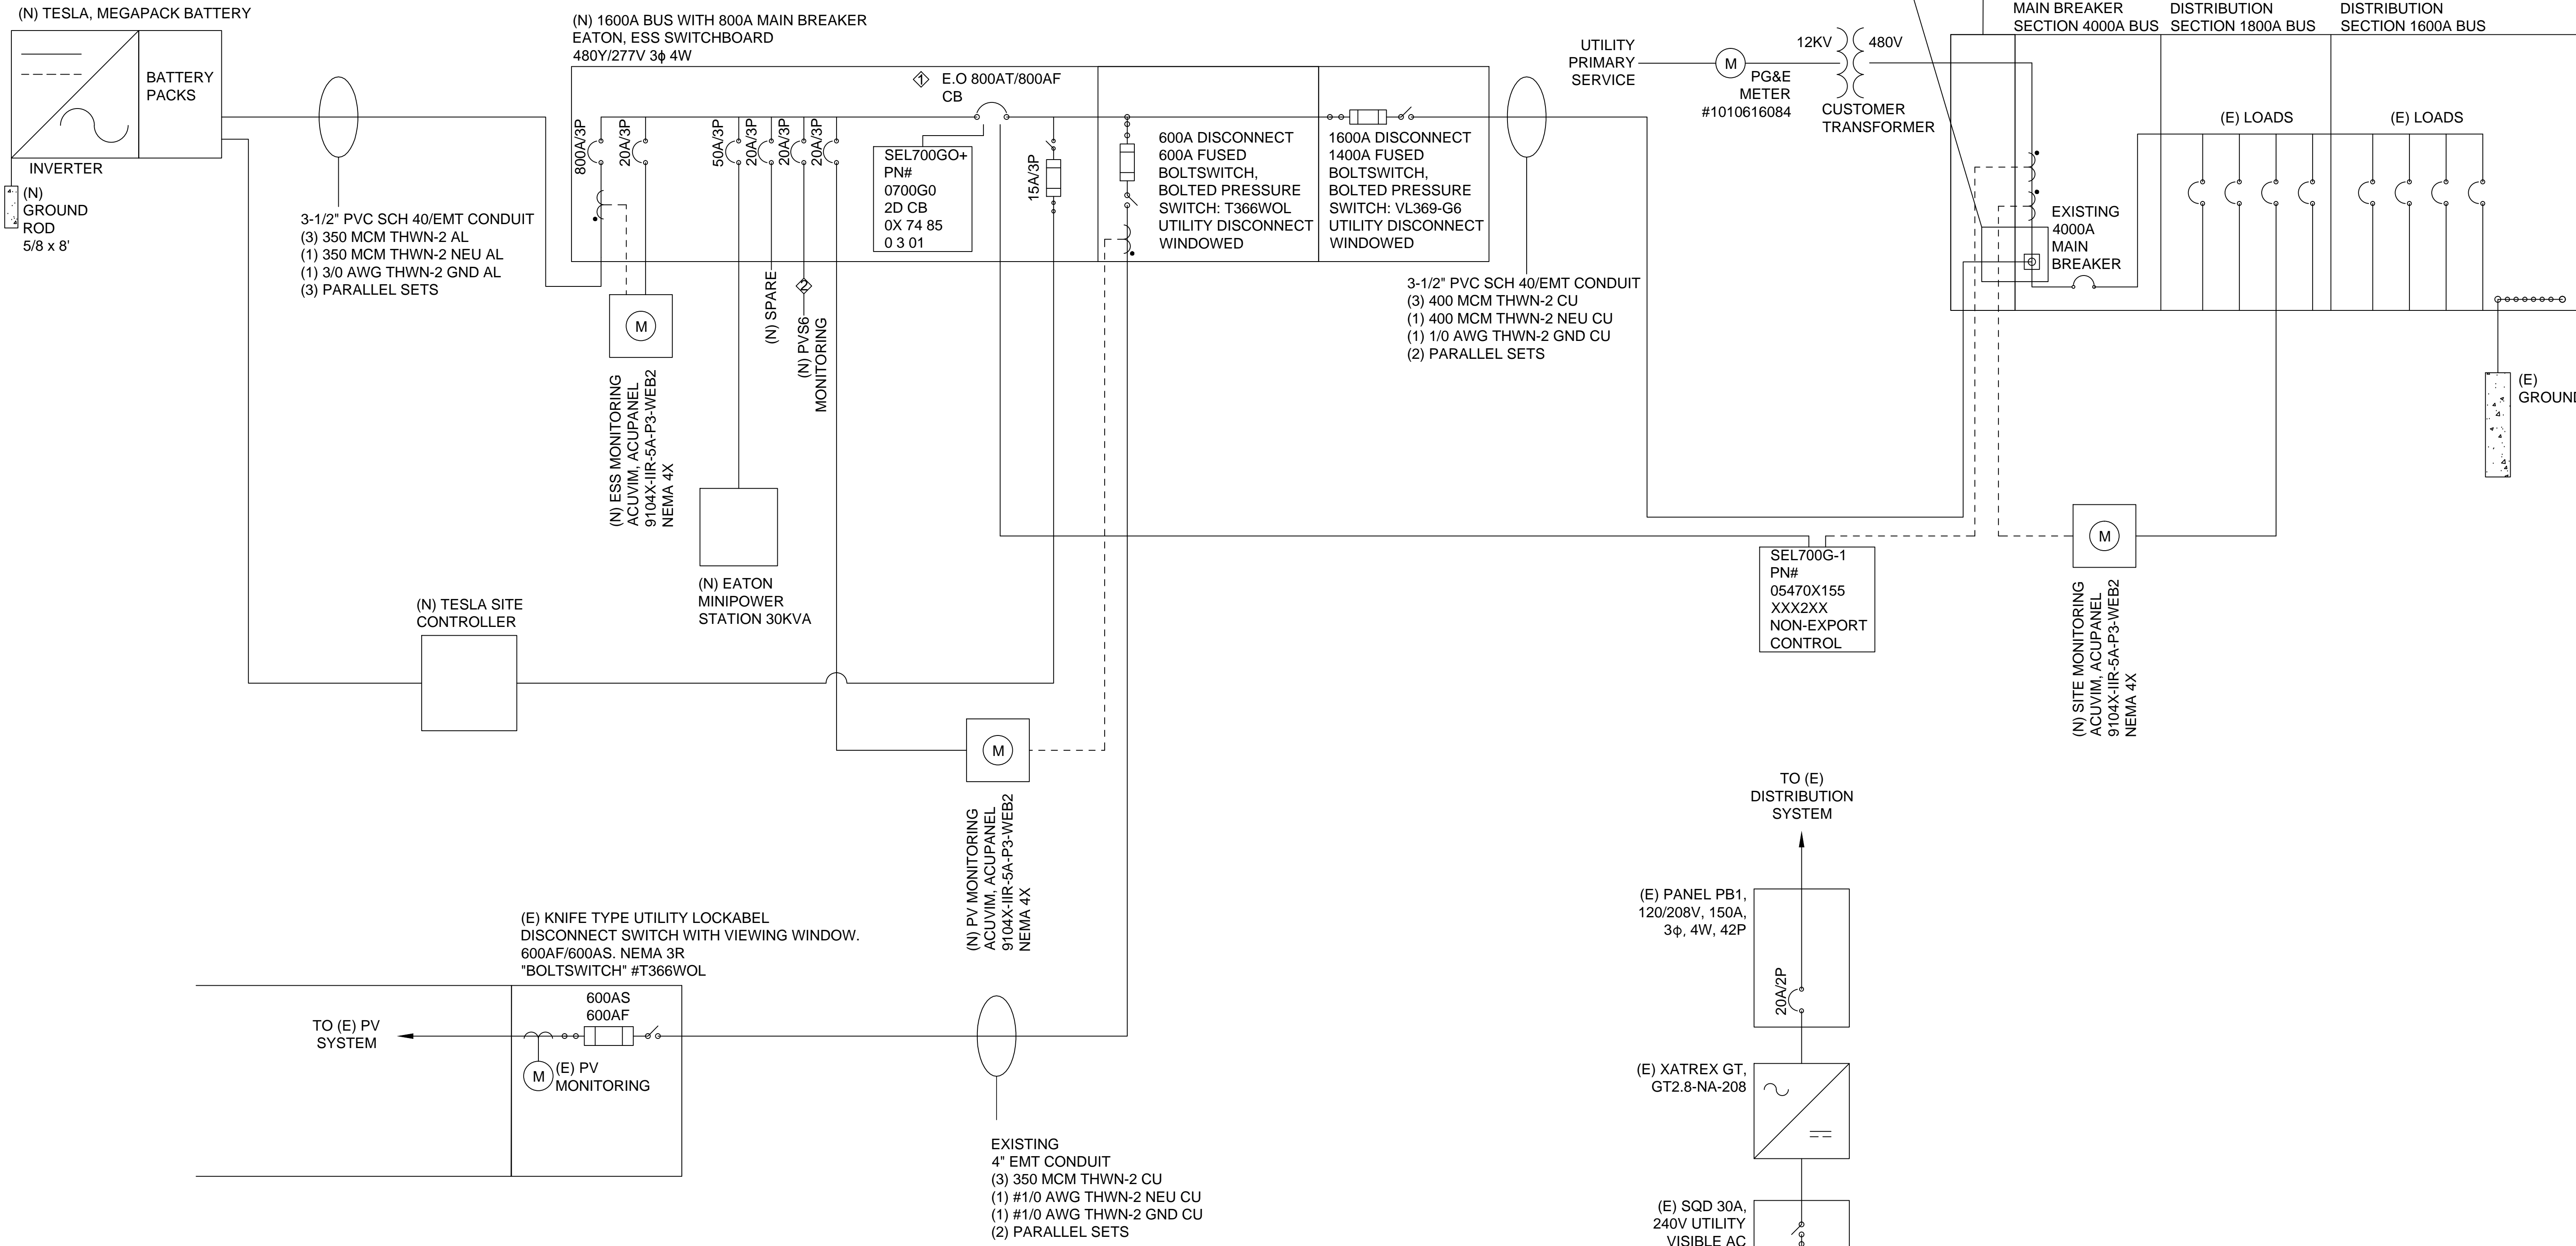 (N) TESLA, MEGAPACK BATTERY
BATTERY
PACKS
INVERTER
(N)
GROUND
ROD
5/8 x 8'
3-1/2" PVC SCH 40/EMT CONDUIT
(3) 350 MCM THWN-2 AL
(1) 350 MCM THWN-2 NEU AL
(1) 3/0 AWG THWN-2 GND AL
(3) PARALLEL SETS
(N) 1600A BUS WITH 800A MAIN BREAKER
EATON, ESS SWITCHBOARD
480Y/277V 3ϕ 4W
1
E.O 800AT/800AF
CB
800A/3P
20A/3P
50A/3P
20A/3P
20A/3P
20A/3P
SEL700GO+
PN#
0700G0
2D CB
0X 74 85
0 3 01
15A/3P
600A DISCONNECT
600A FUSED
BOLTSWITCH,
BOLTED PRESSURE
SWITCH: T366WOL
UTILITY DISCONNECT
WINDOWED
1600A DISCONNECT
1400A FUSED
BOLTSWITCH,
BOLTED PRESSURE
SWITCH: VL369-G6
UTILITY DISCONNECT
WINDOWED
M
(N) ESS MONITORING
ACUVIM, ACUPANEL
9104X-IIR-5A-P3-WEB2
NEMA 4X
(N) SPARE
2
(N) PVS6
MONITORING
(N) EATON
MINIPOWER
STATION 30KVA
(N) TESLA SITE
CONTROLLER
3-1/2" PVC SCH 40/EMT CONDUIT
(3) 400 MCM THWN-2 CU
(1) 400 MCM THWN-2 NEU CU
(1) 1/0 AWG THWN-2 GND CU
(2) PARALLEL SETS
UTILITY
PRIMARY
SERVICE
M
PG&E
METER
#1010616084
12KV
480V
CUSTOMER
TRANSFORMER
MAIN BREAKER
SECTION 4000A BUS
DISTRIBUTION
SECTION 1800A BUS
DISTRIBUTION
SECTION 1600A BUS
(E) LOADS
(E) LOADS
EXISTING
4000A
MAIN
BREAKER
(E)
SEL700G-1
PN#
05470X155
XXX2XX
NON-EXPORT
CONTROL
M
(N) SITE MONITORING
ACUVIM, ACUPANEL
9104X-IIR-5A-P3-WEB2
NEMA 4X
M
(N) PV MONITORING
ACUVIM, ACUPANEL
9104X-IIR-5A-P3-WEB2
NEMA 4X
(E) KNIFE TYPE UTILITY LOCKABEL
DISCONNECT SWITCH WITH VIEWING WINDOW.
600AF/600AS. NEMA 3R
"BOLTSWITCH" #T366WOL
600AS
600AF
TO (E) PV
SYSTEM
M
(E) PV
MONITORING
EXISTING
4" EMT CONDUIT
(3) 350 MCM THWN-2 CU
(1) #1/0 AWG THWN-2 NEU CU
(1) #1/0 AWG THWN-2 GND CU
(2) PARALLEL SETS
TO (E)
DISTRIBUTION
SYSTEM
(E) PANEL PB1,
120/208V, 150A,
3ϕ, 4W, 42P
20A/2P
(E) XATREX GT,
GT2.8-NA-208
(E) SQD 30A,
240V UTILITY
VISIBLE AC